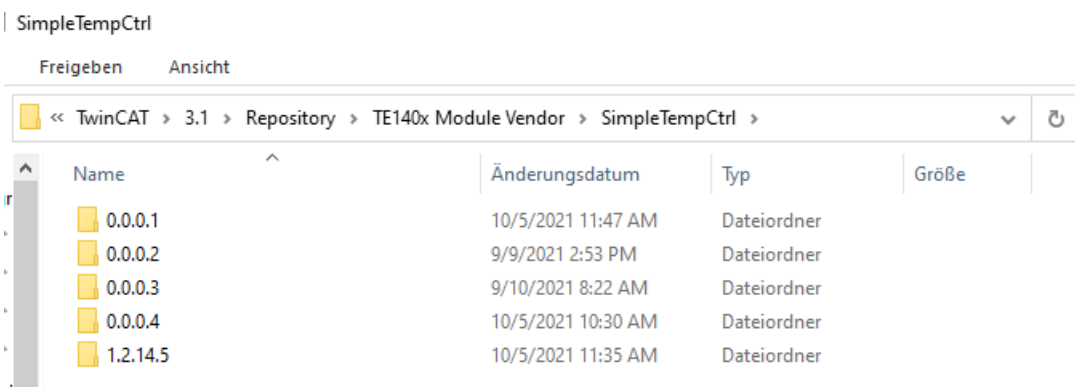 SimpleTempCtrl
Freigeben Ansicht
« TwinCAT > 3.1 > Repository > TE140x Module Vendor > SimpleTempCtrl >
Name Änderungsdatum Typ Größe
0.0.0.1 10/5/2021 11:47 AM Dateiordner
0.0.0.2 9/9/2021 2:53 PM Dateiordner
0.0.0.3 9/10/2021 8:22 AM Dateiordner
0.0.0.4 10/5/2021 10:30 AM Dateiordner
1.2.14.5 10/5/2021 11:35 AM Dateiordner